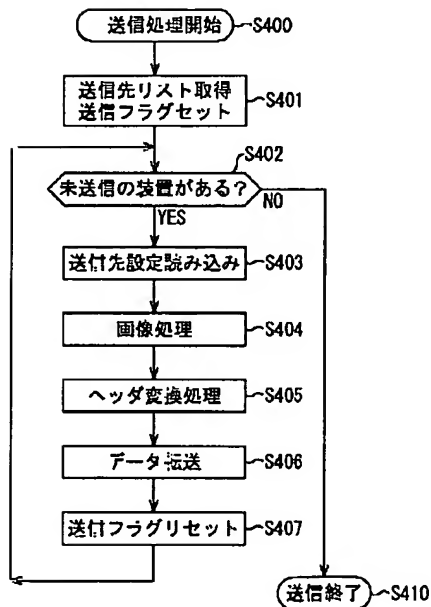 送信処理開始 S400
送信先リスト取得
送信フラグセット S401
S402
未送信の装置がある?
NO
YES
送信先設定読み込み S403
画像処理 S404
ヘッダ変換処理 S405
データ転送 S406
送信フラグリセット S407
送信終了 S410